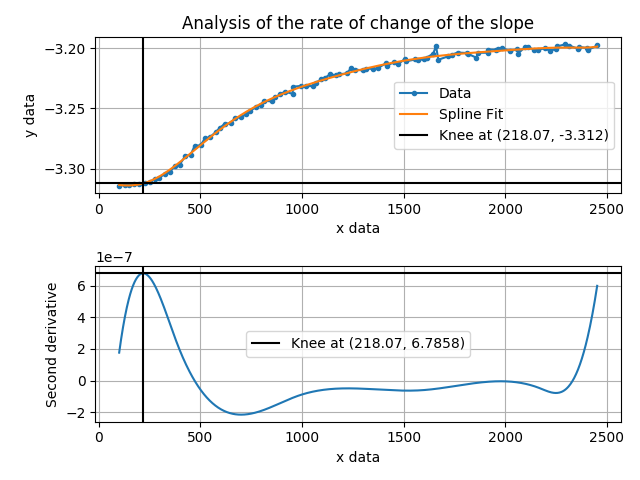 Analysis of the rate of change of the slope
−3.20
−3.25
−3.30
y data
Data
Spline Fit
Knee at (218.07, -3.312)
0
500
1000
1500
2000
2500
x data
1e−7
6
4
2
0
−2
Second derivative
Knee at (218.07, 6.7858)
0
500
1000
1500
2000
2500
x data